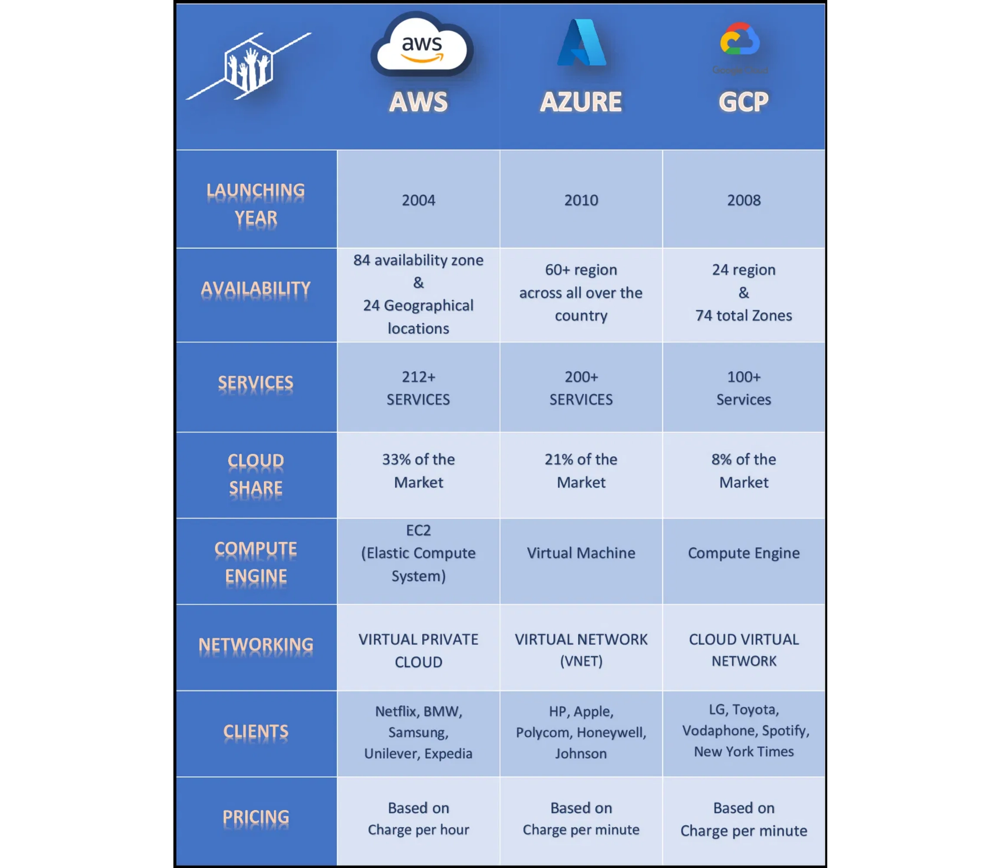 aws
Google Cloud
AWS
AZURE
GCP
LAUNCHING
YEAR
2004
2010
2008
AVAILABILITY
84 availability zone
&
24 Geographical
locations
60+ region
across all over the
country
24 region
&
74 total Zones
SERVICES
212+
SERVICES
200+
SERVICES
100+
Services
CLOUD
SHARE
33% of the
Market
21% of the
Market
8% of the
Market
COMPUTE
ENGINE
EC2
(Elastic Compute
System)
Virtual Machine
Compute Engine
NETWORKING
VIRTUAL PRIVATE
CLOUD
VIRTUAL NETWORK
(VNET)
CLOUD VIRTUAL
NETWORK
CLIENTS
Netflix, BMW,
Samsung,
Unilever, Expedia
HP, Apple,
Polycom, Honeywell,
Johnson
LG, Toyota,
Vodaphone, Spotify,
New York Times
PRICING
Based on
Charge per hour
Based on
Charge per minute
Based on
Charge per minute